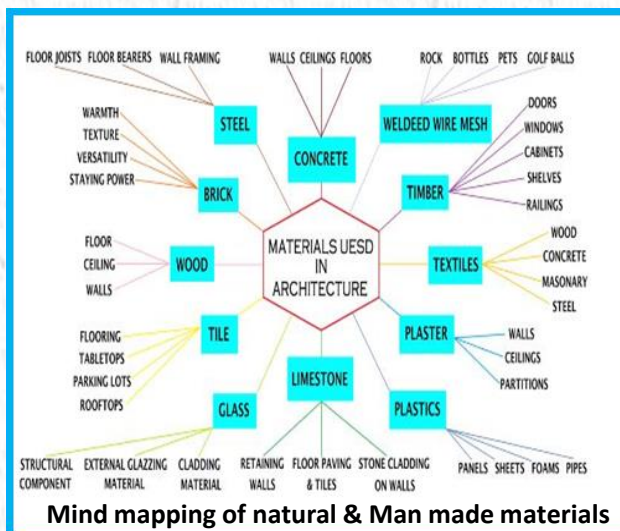 FLOOR JOISTS FLOOR BEARERS WALL FRAMING
STEEL
WALLS CEILINGS FLOORS
CONCRETE
ROCK BOTTLES PETS GOLF BALLS
WELDEED WIRE MESH
WARMTH
TEXTURE
VERSATILITY
STAYING POWER
BRICK
DOORS
WINDOWS
CABINETS
SHELVES
RAILINGS
TIMBER
FLOOR
CEILING
WALLS
WOOD
MATERIALS UESD
IN
ARCHITECTURE
TEXTILES
WOOD
CONCRETE
MASONARY
STEEL
FLOORING
TABLETOPS
PARKING LOTS
ROOFTOPS
TILE
PLASTER
WALLS
CEILINGS
PARTITIONS
GLASS
STRUCTURAL
COMPONENT
EXTERNAL GLAZZING
MATERIAL
CLADDING
MATERIAL
LIMESTONE
RETAINING
WALLS
FLOOR PAVING
& TILES
STONE CLADDING
ON WALLS
PLASTICS
PANELS SHEETS FOAMS PIPES
Mind mapping of natural & Man made materials